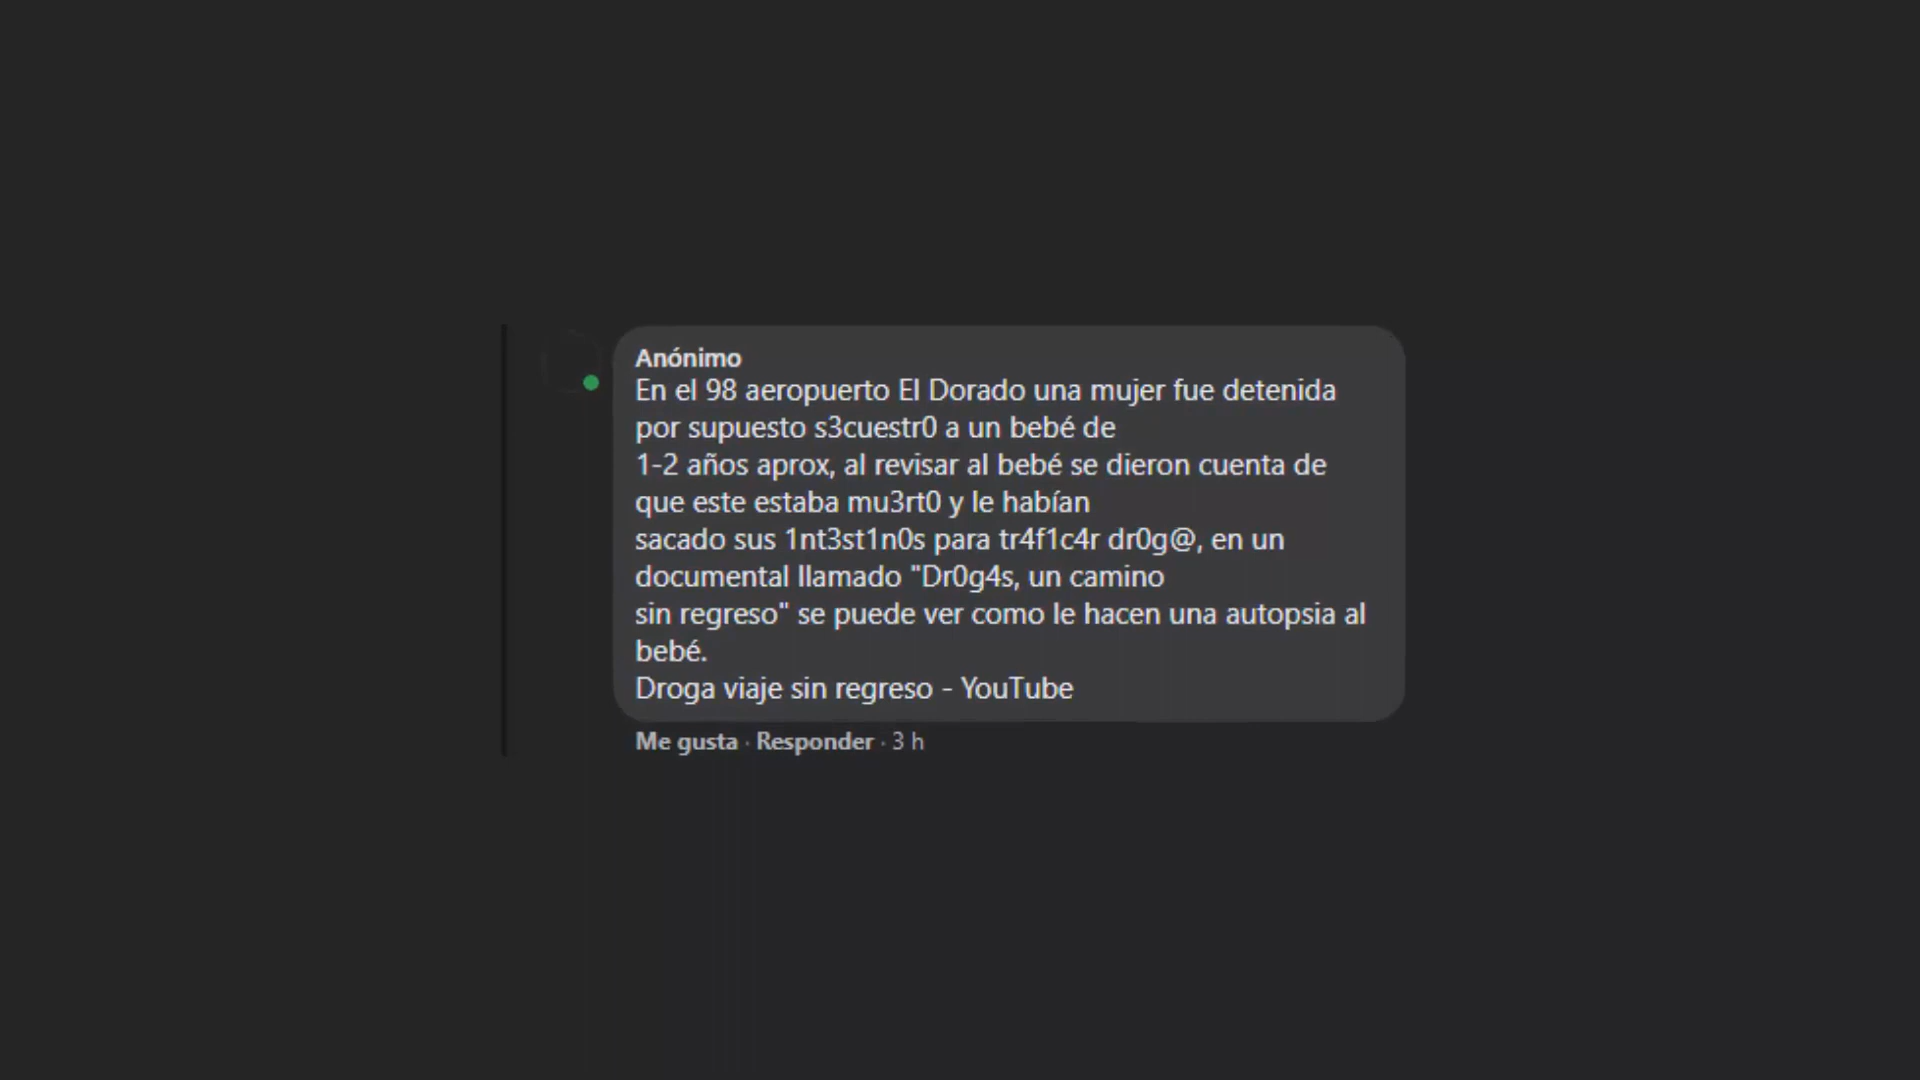 Anónimo
En el 98 aeropuerto El Dorado una mujer fue detenida
por supuesto s3cuestr0 a un bebé de
1-2 años aprox, al revisar al bebé se dieron cuenta de
que este estaba mu3rt0 y le habían
sacado sus 1nt3st1n0s para tr4f1c4r dr0g@, en un
documental llamado "Dr0g4s, un camino
sin regreso" se puede ver como le hacen una autopsia al
bebé.
Droga viaje sin regreso - YouTube
Me gusta · Responder · 3 h